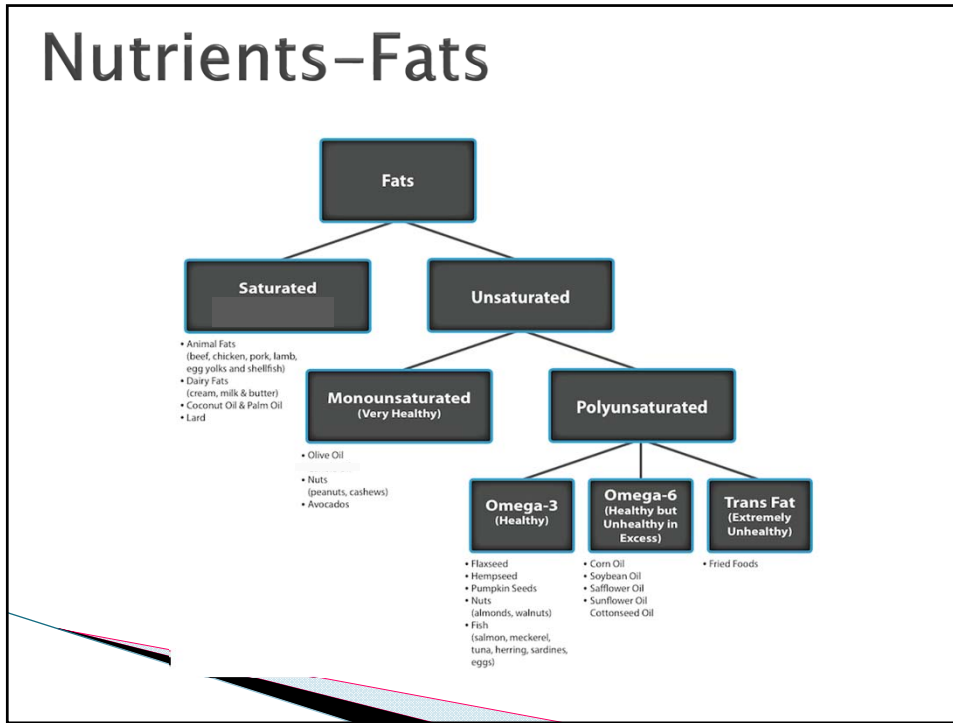 Nutrients-Fats
Fats
Saturated
• Animal Fats
(beef, chicken, pork, lamb,
egg yolks and shellfish)
• Dairy Fats
(cream, milk & butter)
• Coconut Oil & Palm Oil
• Lard
Unsaturated
Monounsaturated
(Very Healthy)
• Olive Oil
• Nuts
(peanuts, cashews)
• Avocados
Polyunsaturated
Omega-3
(Healthy)
• Flaxseed
• Hempseed
• Pumpkin Seeds
• Nuts
(almonds, walnuts)
• Fish
(salmon, meckerel,
tuna, herring, sardines,
eggs)
Omega-6
(Healthy but
Unhealthy in
Excess)
• Corn Oil
• Soybean Oil
• Safflower Oil
• Sunflower Oil
Cottonseed Oil
Trans Fat
(Extremely
Unhealthy)
• Fried Foods